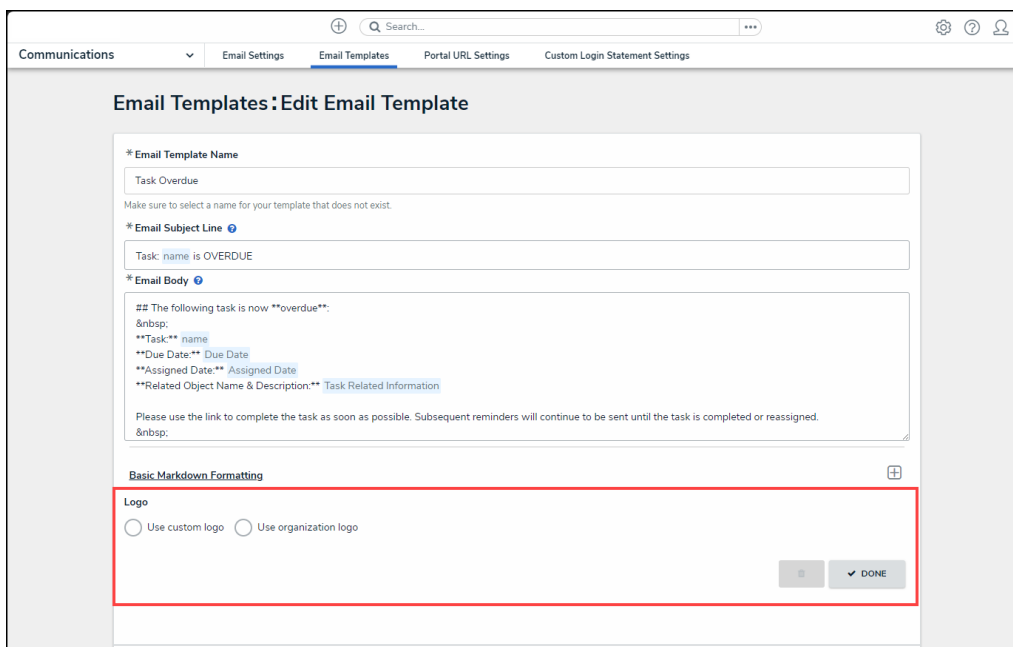 Search...
Communications
Email Settings
Email Templates
Portal URL Settings
Custom Login Statement Settings
Email Templates: Edit Email Template
*Email Template Name
Task Overdue
Make sure to select a name for your template that does not exist.
*Email Subject Line
Task: name is OVERDUE
*Email Body
## The following task is now **overdue**:
&nbsp;
**Task:** name
**Due Date:** Due Date
**Assigned Date:** Assigned Date
**Related Object Name & Description:** Task Related Information
Please use the link to complete the task as soon as possible. Subsequent reminders will continue to be sent until the task is completed or reassigned.
&nbsp;
Basic Markdown Formatting
Logo
Use custom logo
Use organization logo
DONE